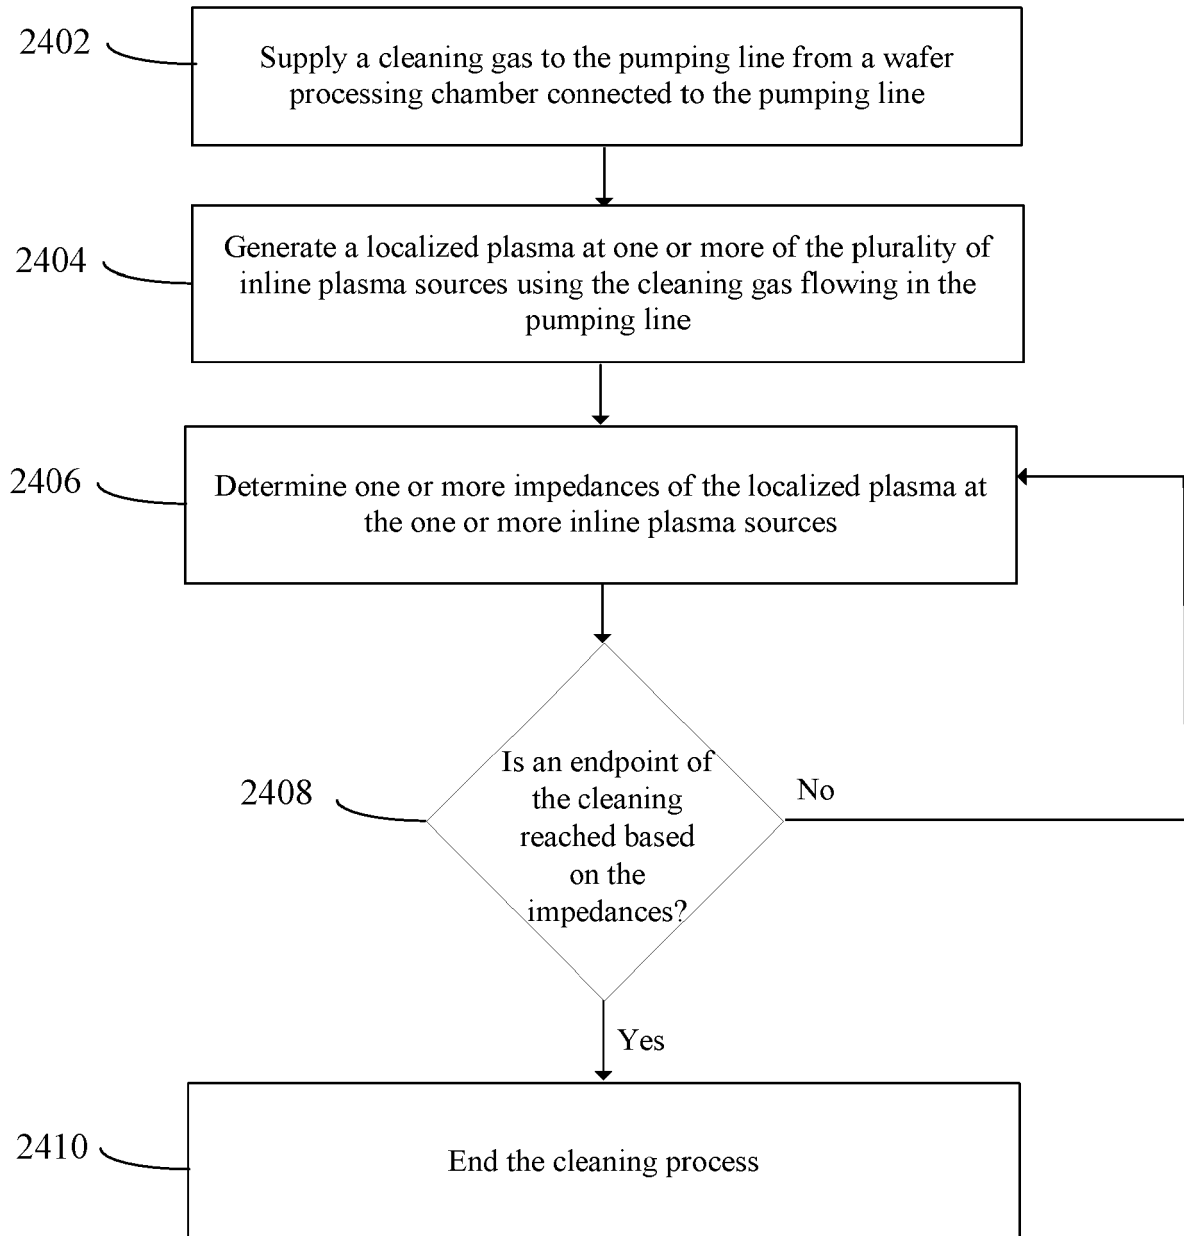 2402
Supply a cleaning gas to the pumping line from a wafer
processing chamber connected to the pumping line
2404
Generate a localized plasma at one or more of the plurality of
inline plasma sources using the cleaning gas flowing in the
pumping line
2406
Determine one or more impedances of the localized plasma at
the one or more inline plasma sources
2408
Is an endpoint of
the cleaning
reached based
on the
impedances?
No
Yes
2410
End the cleaning process